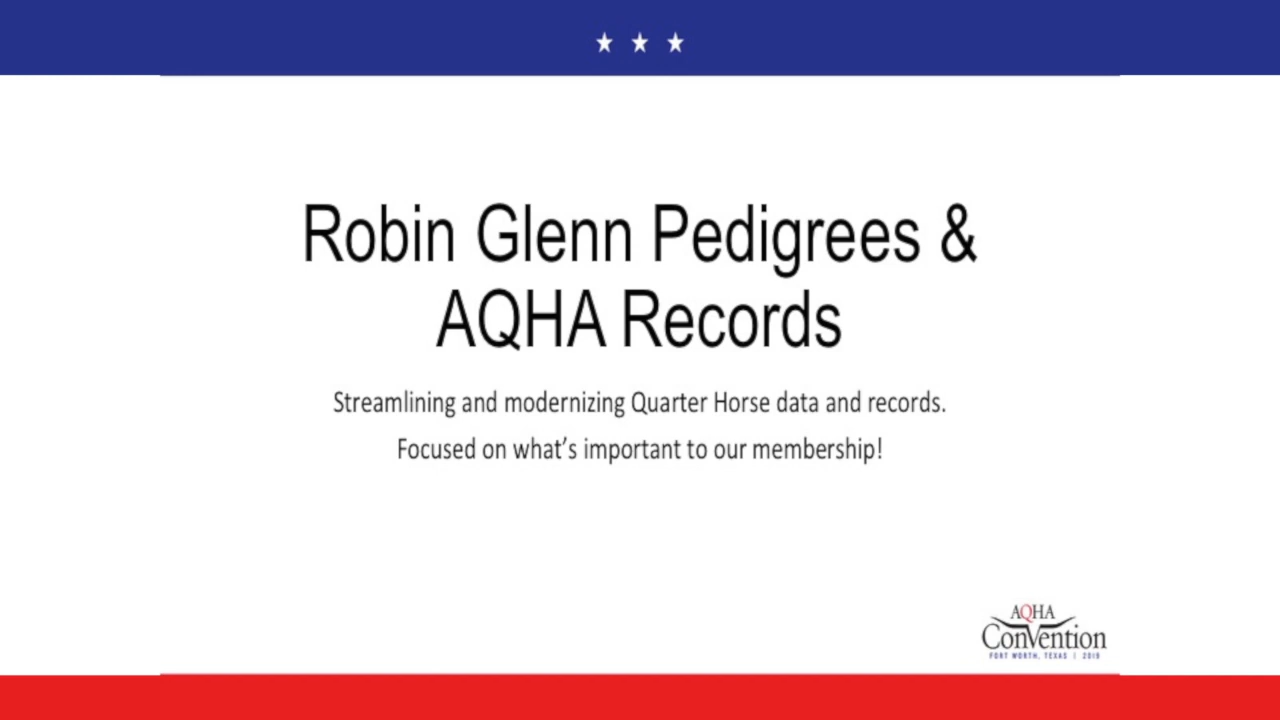 Robin Glenn Pedigrees &
AQHA Records
Streamlining and modernizing Quarter Horse data and records.
Focused on what's important to our membership!
AQHA
ConVention
FORT WORTH, TEXAS | 2019